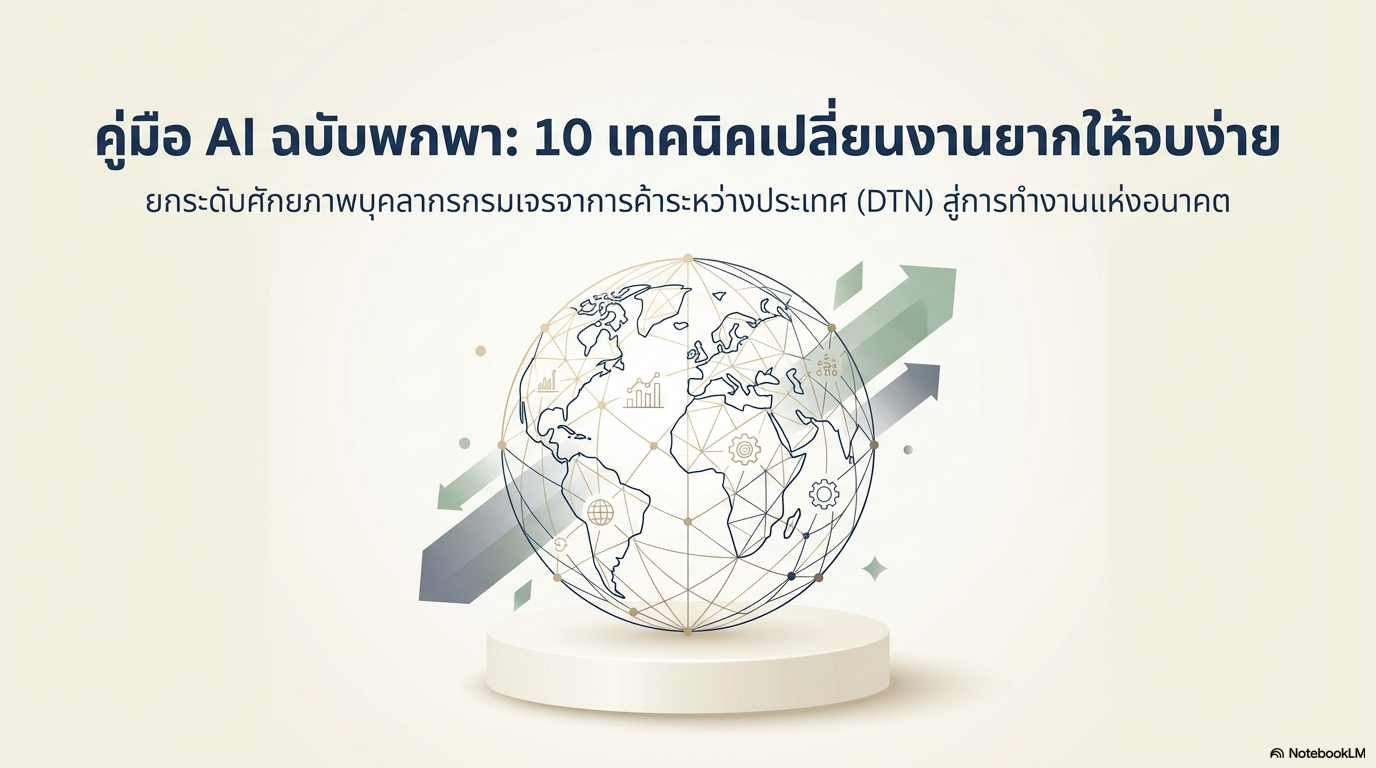 คู่มือ AI ฉบับพกพา: 10 เทคนิคเปลี่ยนงานยากให้จบง่าย
ยกระดับศักยภาพบุคลากรกรมเจรจาการค้าระหว่างประเทศ (DTN) สู่การทำงานแห่งอนาคต
NotebookLM